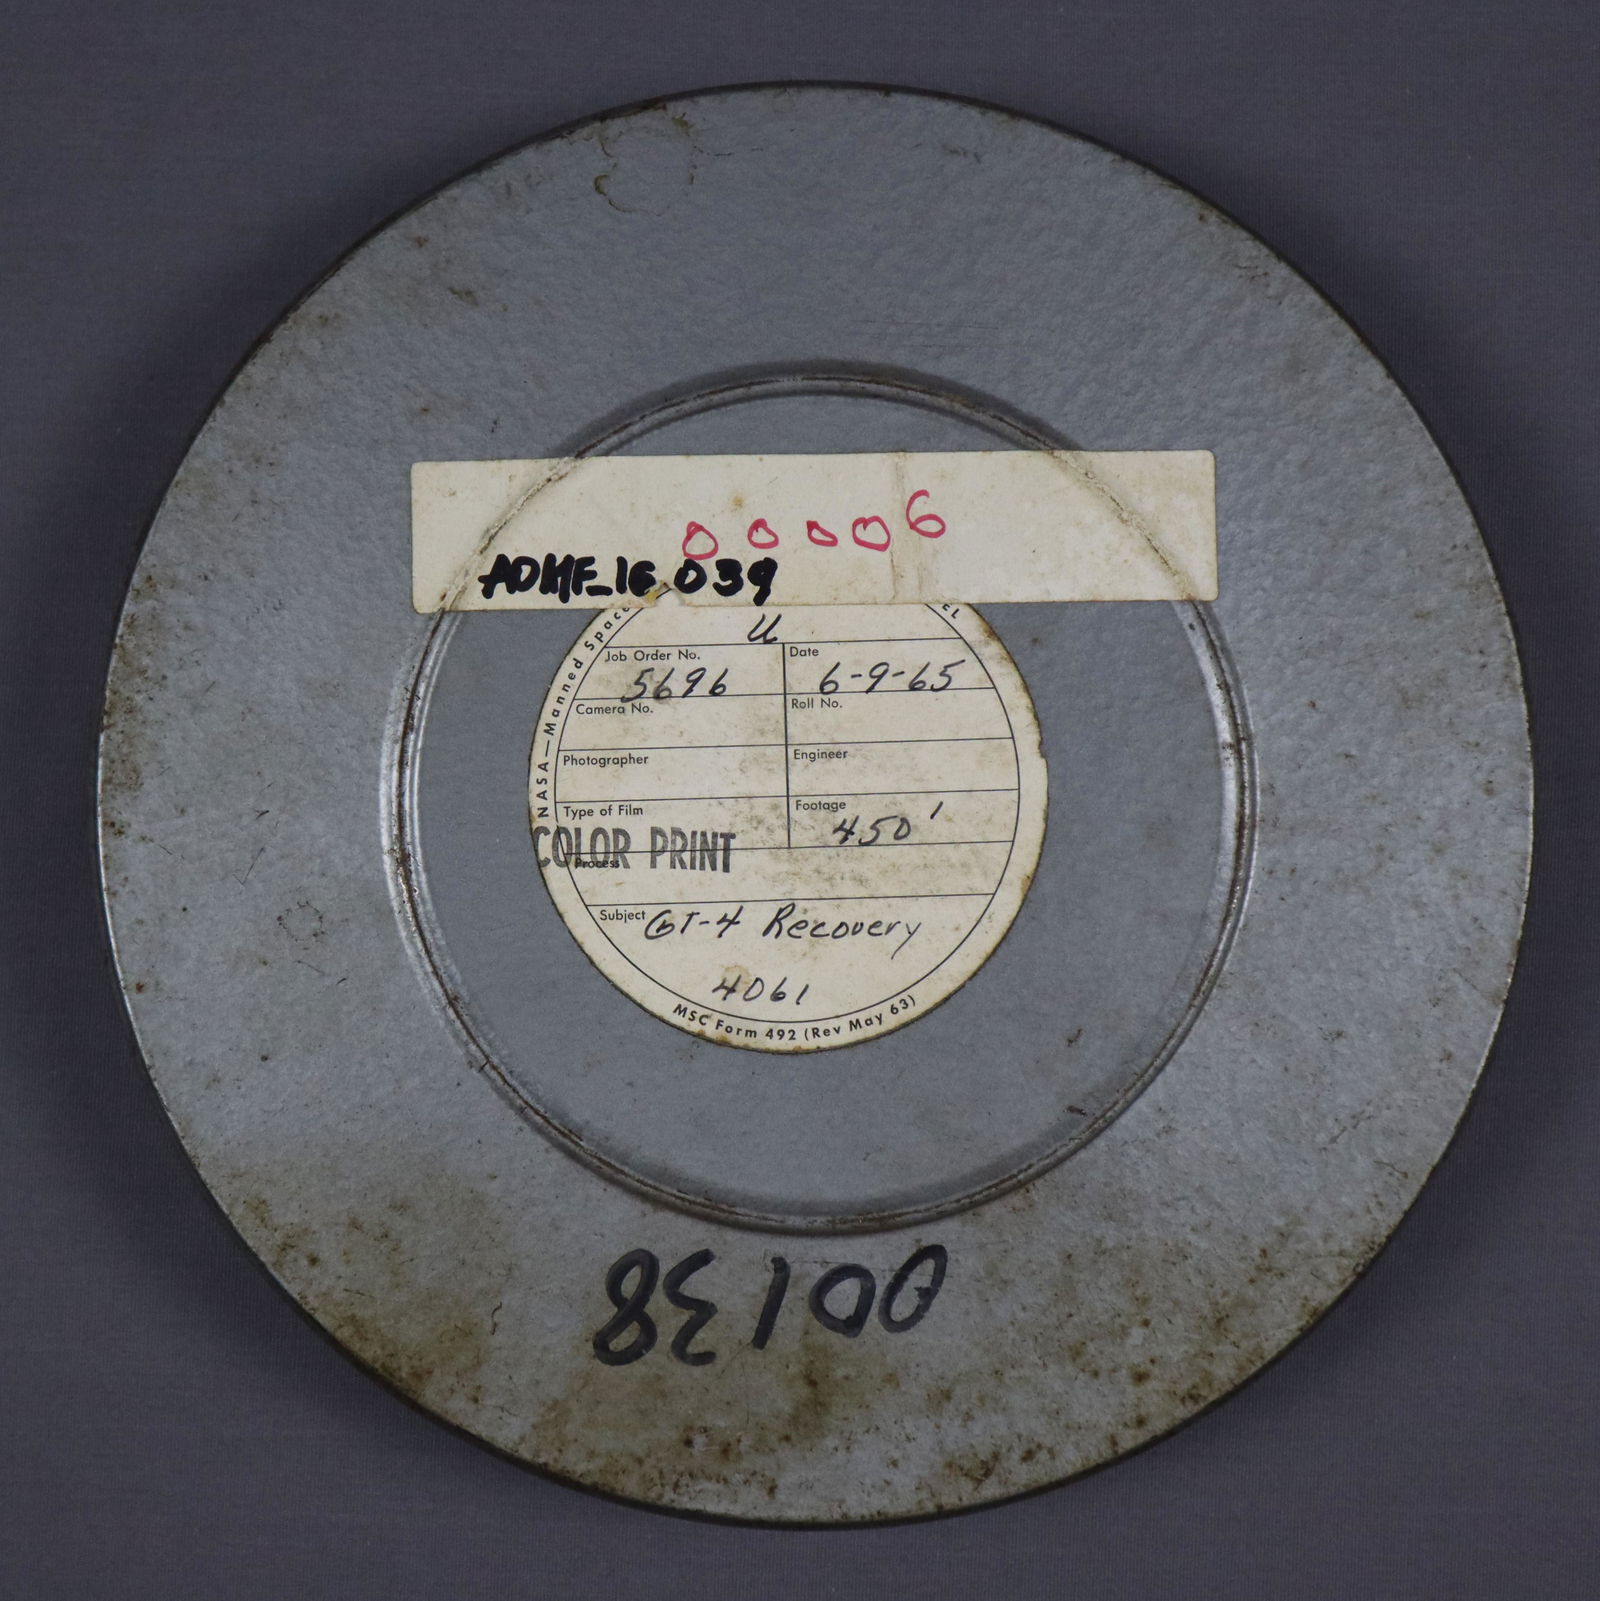 00006
ADMF_16_039
NASA—Manned Space
EL
U
Job Order No.
5696
Date
6-9-65
Camera No.
Roll No.
Photographer
Engineer
Type of Film
COLOR PRINT
Footage
450'
Process
Subject
GT-4 Recovery
4061
MSC Form 492 (Rev May 63)
00138